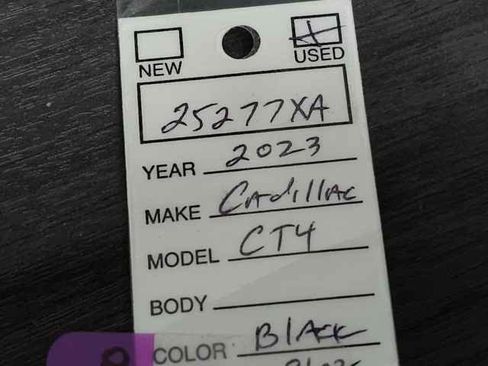 NEW USED
25277XA
YEAR 2023
MAKE Cadillac
MODEL CT4
BODY
COLOR Black